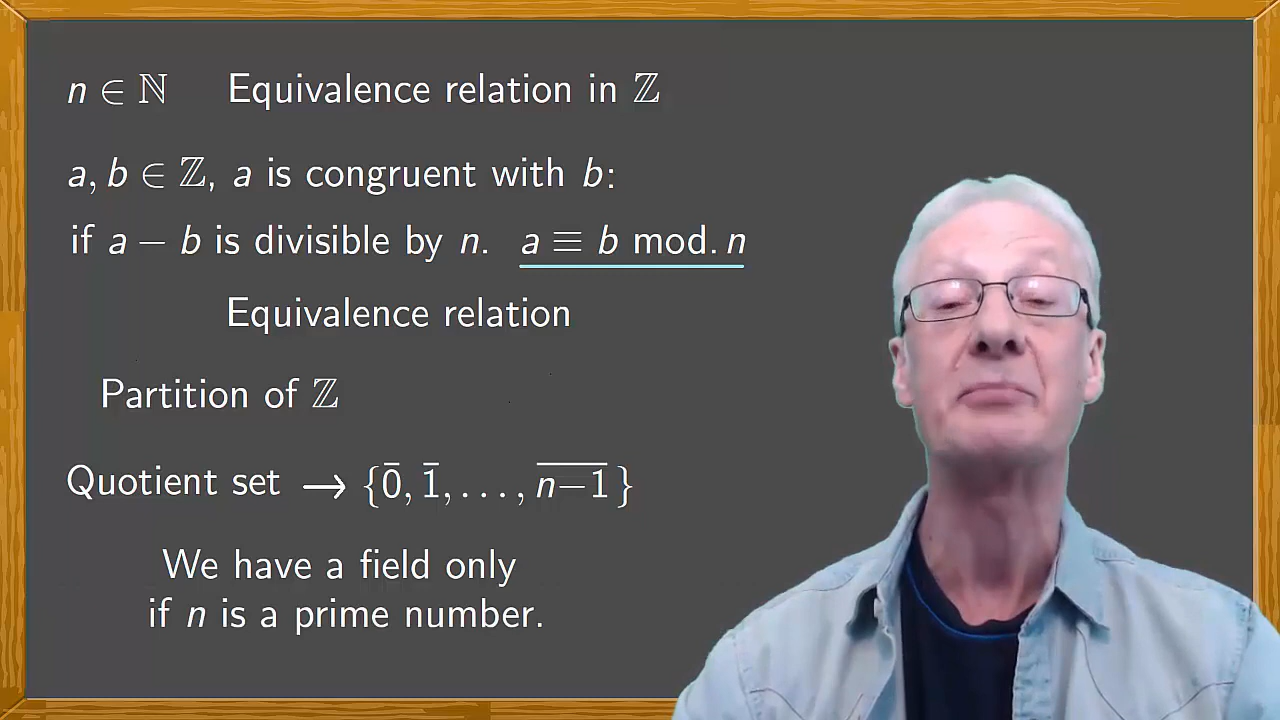 n ∈ ℕ Equivalence relation in ℤ
a, b ∈ ℤ, a is congruent with b:
if a − b is divisible by n. a ≡ b mod. n
Equivalence relation
Partition of ℤ
Quotient set → {0̄, 1̄, . . . , n̅−̅1̅}
We have a field only
if n is a prime number.